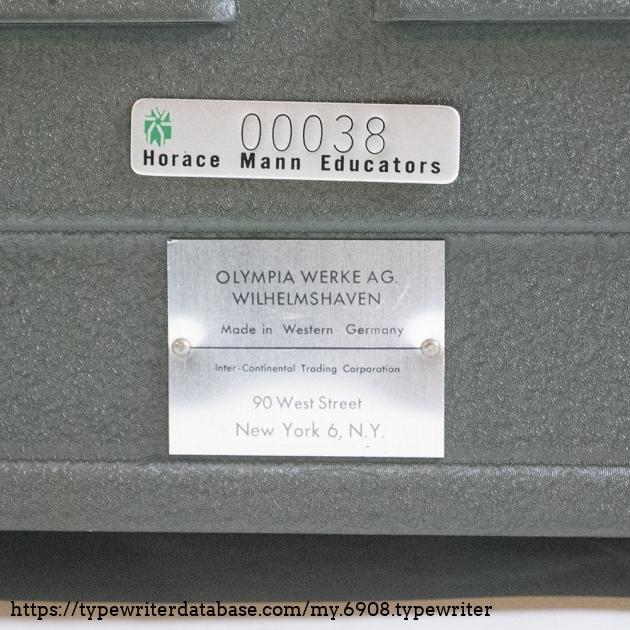 00038
Horace Mann Educators
OLYMPIA WERKE AG.
WILHELMSHAVEN
Made in Western Germany
Inter-Continental Trading Corporation
90 West Street
New York 6, N.Y.
https://typewriterdatabase.com/my.6908.typewriter